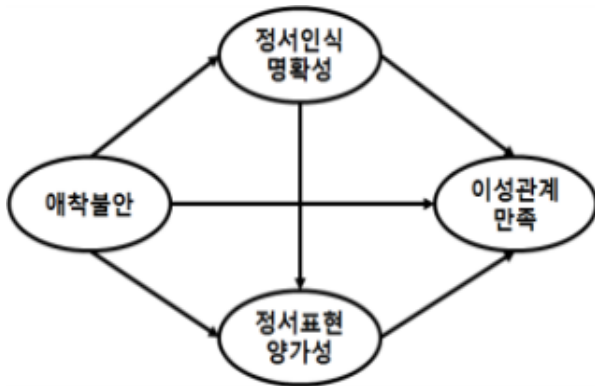 정서인식
명확성
애착불안
이성관계
만족
정서표현
양가성